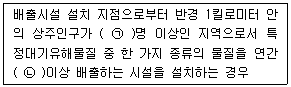 배출시설 설치 지점으로부터 반경 1킬로미터 안
의 상주인구가 ( ㉠ )명 이상인 지역으로서 특
정대기유해물질 중 한 가지 종류의 물질을 연간
( ㉡ )이상 배출하는 시설을 설치하는 경우